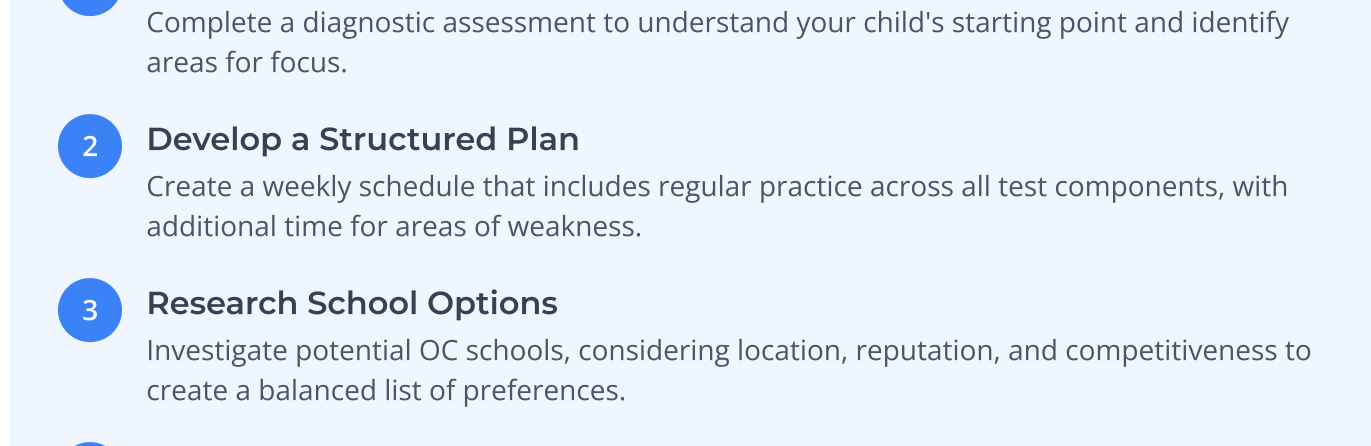 Complete a diagnostic assessment to understand your child's starting point and identify
areas for focus.
2
Develop a Structured Plan
Create a weekly schedule that includes regular practice across all test components, with
additional time for areas of weakness.
3
Research School Options
Investigate potential OC schools, considering location, reputation, and competitiveness to
create a balanced list of preferences.